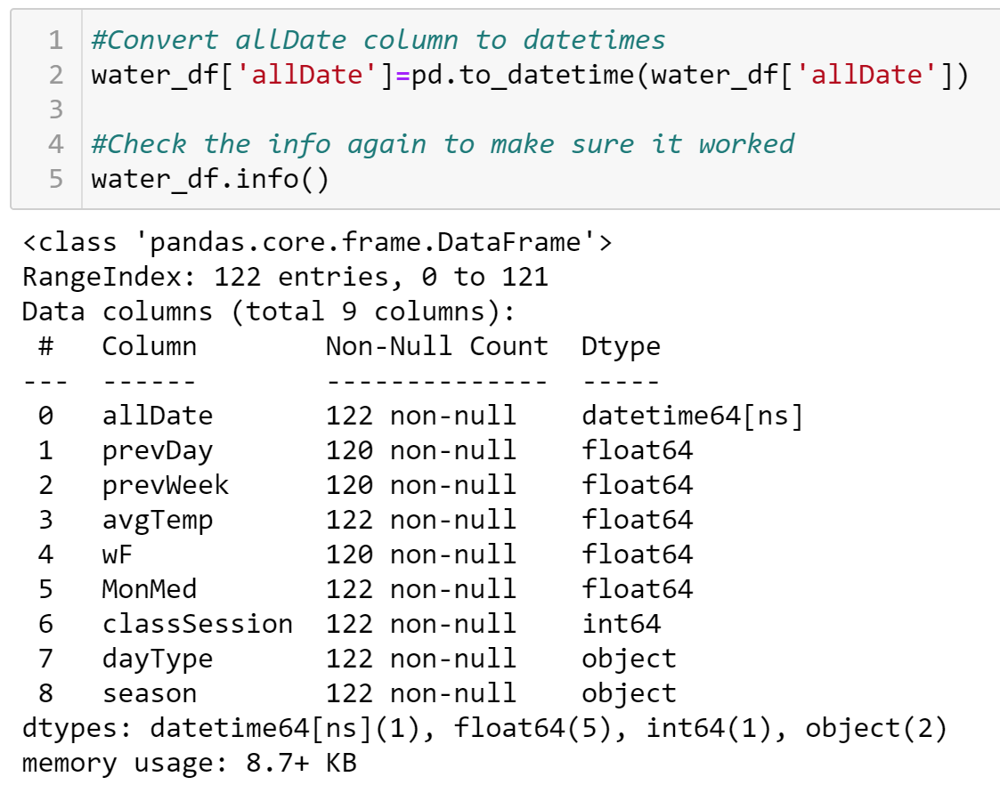 1 #Convert allDate column to datetimes
2 water_df['allDate']=pd.to_datetime(water_df['allDate'])
3
4 #Check the info again to make sure it worked
5 water_df.info()
<class 'pandas.core.frame.DataFrame'>
RangeIndex: 122 entries, 0 to 121
Data columns (total 9 columns):
 #   Column        Non-Null Count  Dtype
---  ------        --------------  -----
 0   allDate       122 non-null    datetime64[ns]
 1   prevDay       120 non-null    float64
 2   prevWeek      120 non-null    float64
 3   avgTemp       122 non-null    float64
 4   wF            120 non-null    float64
 5   MonMed        122 non-null    float64
 6   classSession  122 non-null    int64
 7   dayType       122 non-null    object
 8   season        122 non-null    object
dtypes: datetime64[ns](1), float64(5), int64(1), object(2)
memory usage: 8.7+ KB